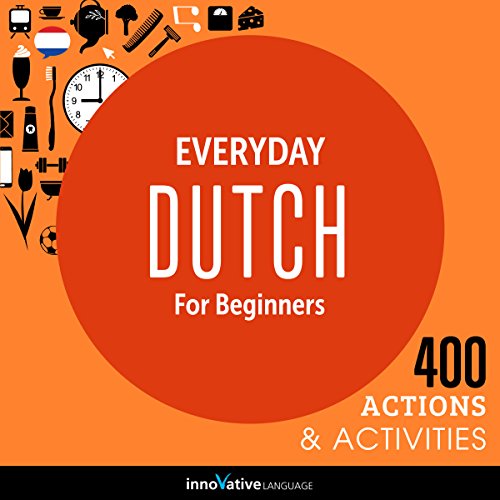 EVERYDAY
DUTCH
For Beginners
400
ACTIONS
& ACTIVITIES
innoVative LANGUAGE